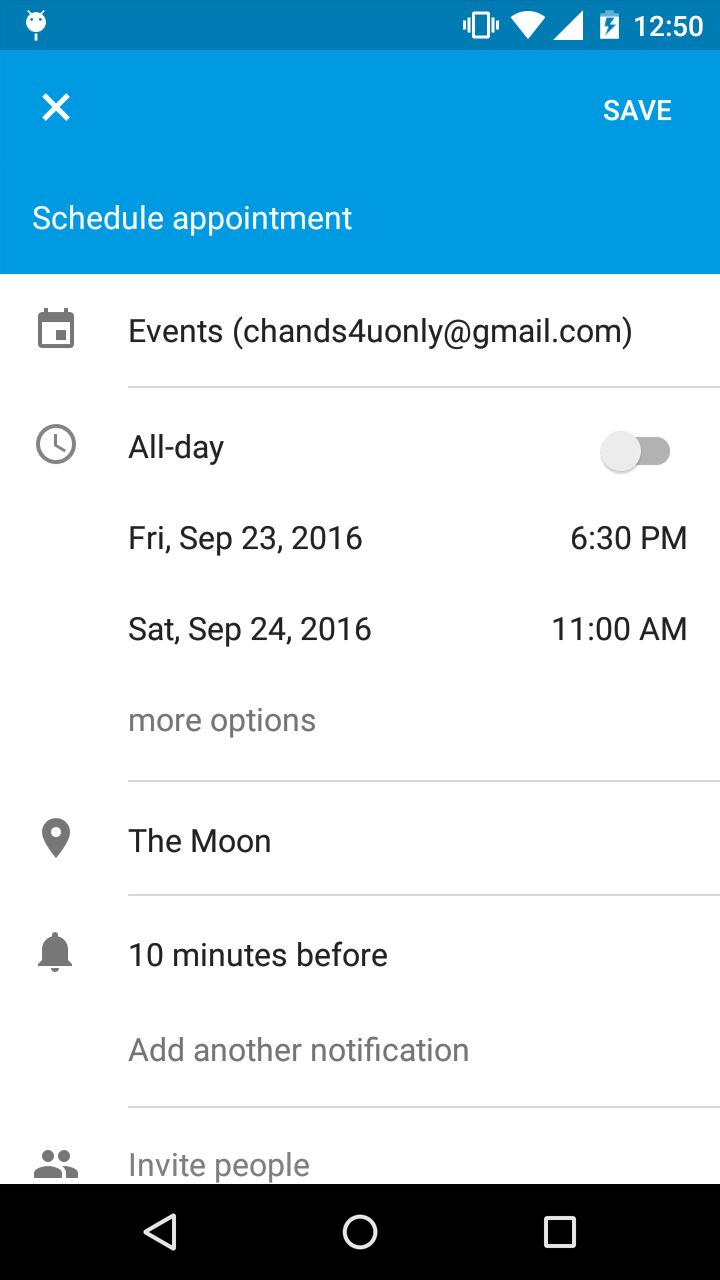 12:50
SAVE
Schedule appointment
Events (chands4uonly@gmail.com)
All-day
Fri, Sep 23, 2016 6:30 PM
Sat, Sep 24, 2016 11:00 AM
more options
The Moon
10 minutes before
Add another notification
Invite people